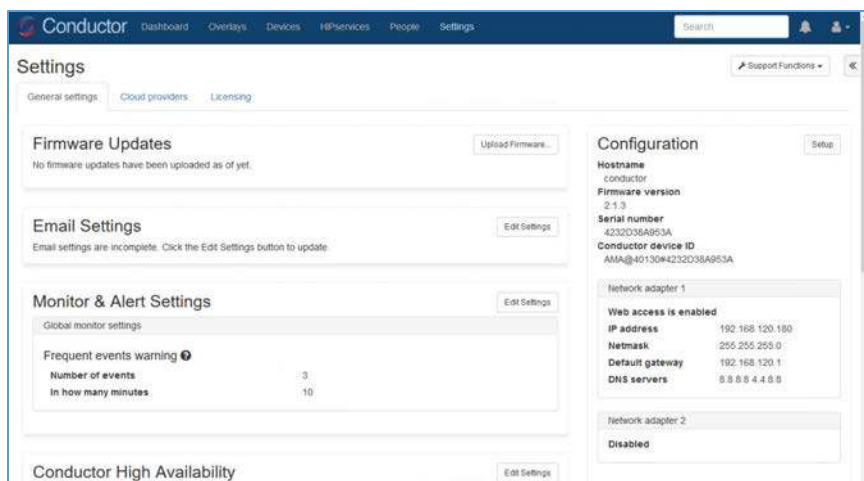 Conductor Dashboard Overlays Devices HIPservices People Settings Search
Settings
Support Functions
General settings Cloud providers Licensing
Firmware Updates
Upload Firmware...
No firmware updates have been uploaded as of yet.
Email Settings
Edit Settings
Email settings are incomplete. Click the Edit Settings button to update.
Monitor & Alert Settings
Edit Settings
Global monitor settings
Frequent events warning ?
Number of events 3
In how many minutes 10
Conductor High Availability
Edit Settings
Configuration
Setup
Hostname
conductor
Firmware version
2.1.3
Serial number
4232D38A953A
Conductor device ID
AMA@40130#4232D38A953A
Network adapter 1
Web access is enabled
IP address 192.168.120.180
Netmask 255.255.255.0
Default gateway 192.168.120.1
DNS servers 8.8.8.8 4.4.8.8
Network adapter 2
Disabled